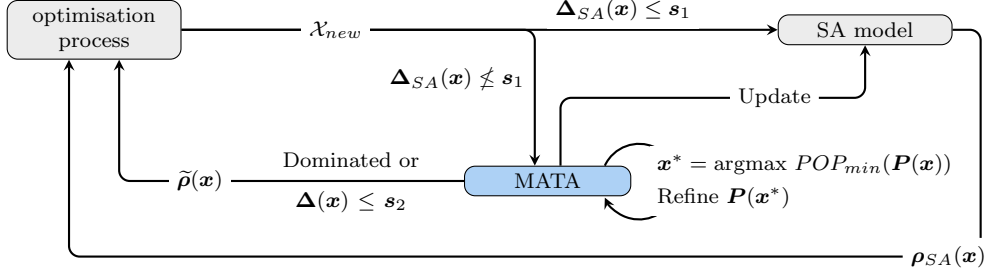 optimisation
process
𝒳_new
Δ_SA(x) ≤ s_1
SA model
Δ_SA(x) ≰ s_1
Update
Dominated or
Δ(x) ≤ s_2
ρ̃(x)
MATA
x* = argmax POP_min(P(x))
Refine P(x*)
ρ_SA(x)